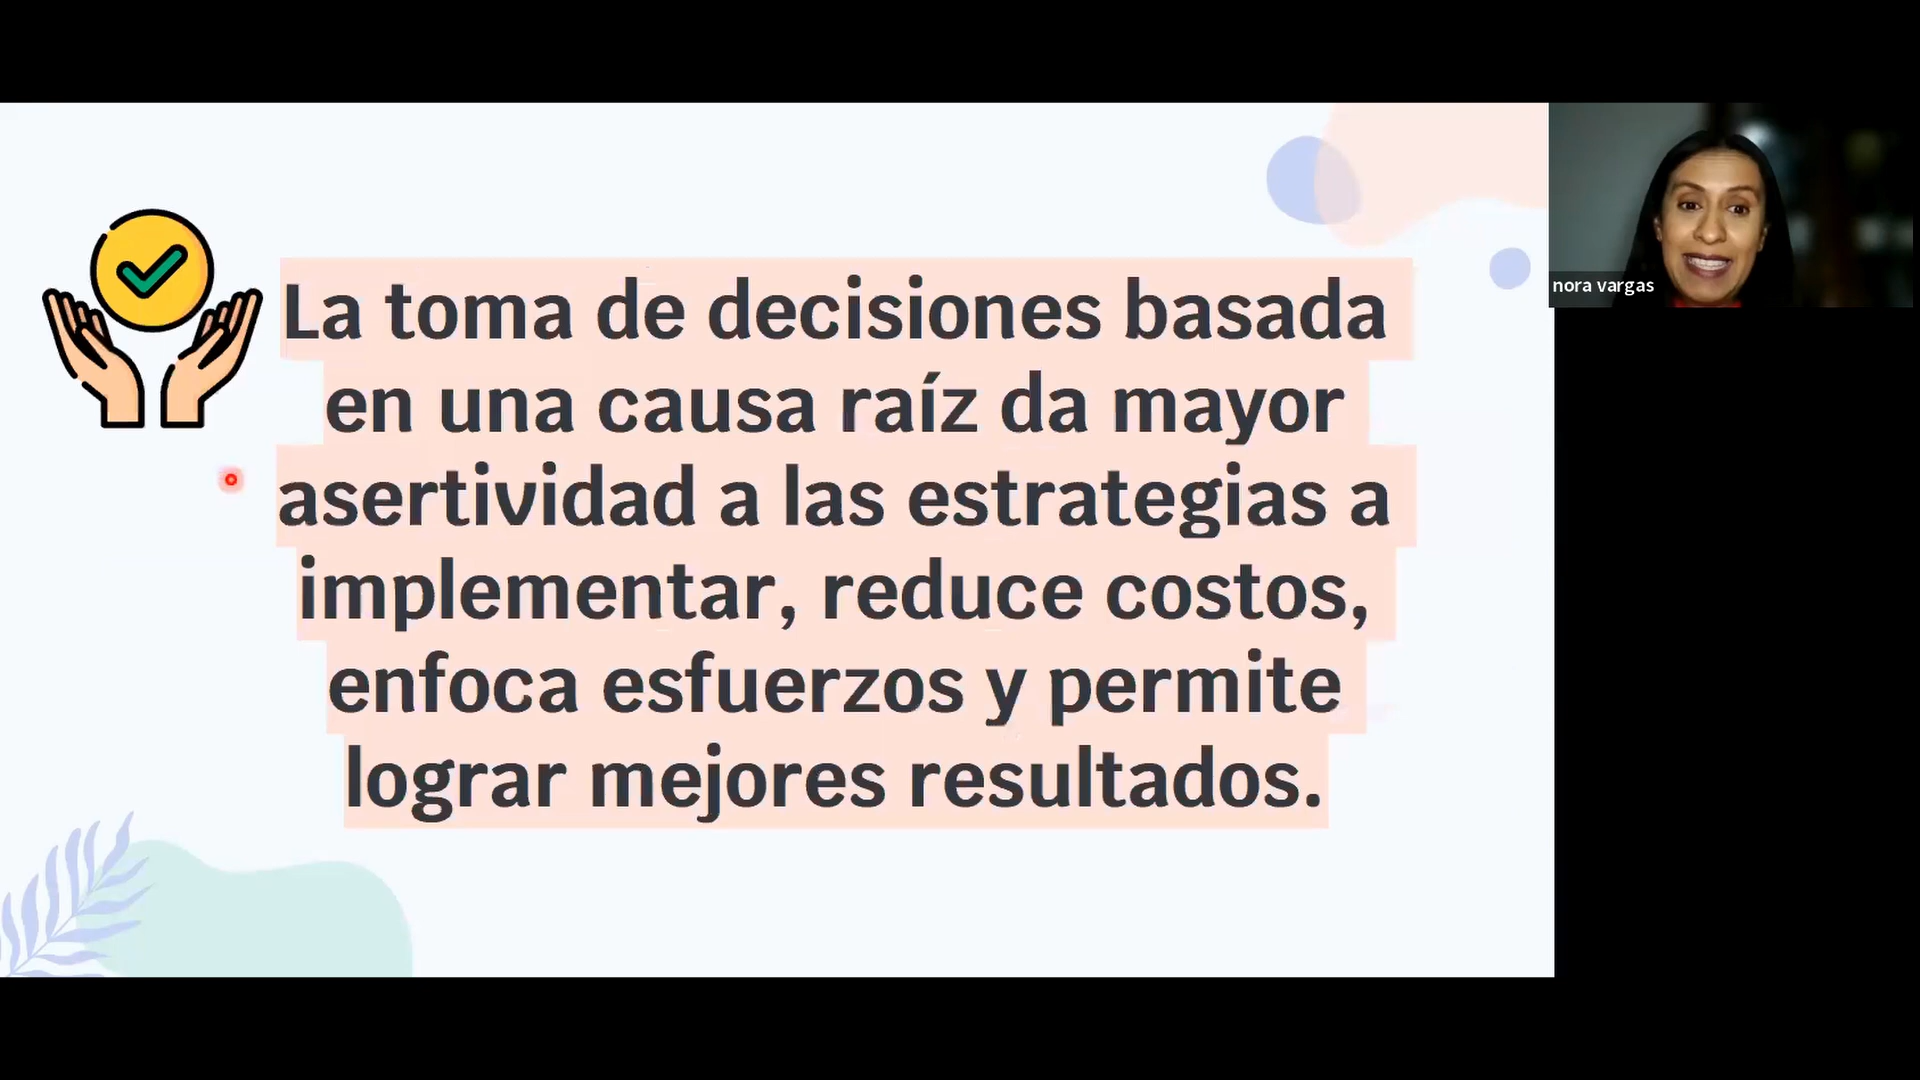 La toma de decisiones basada
en una causa raíz da mayor
asertividad a las estrategias a
implementar, reduce costos,
enfoca esfuerzos y permite
lograr mejores resultados.
nora vargas